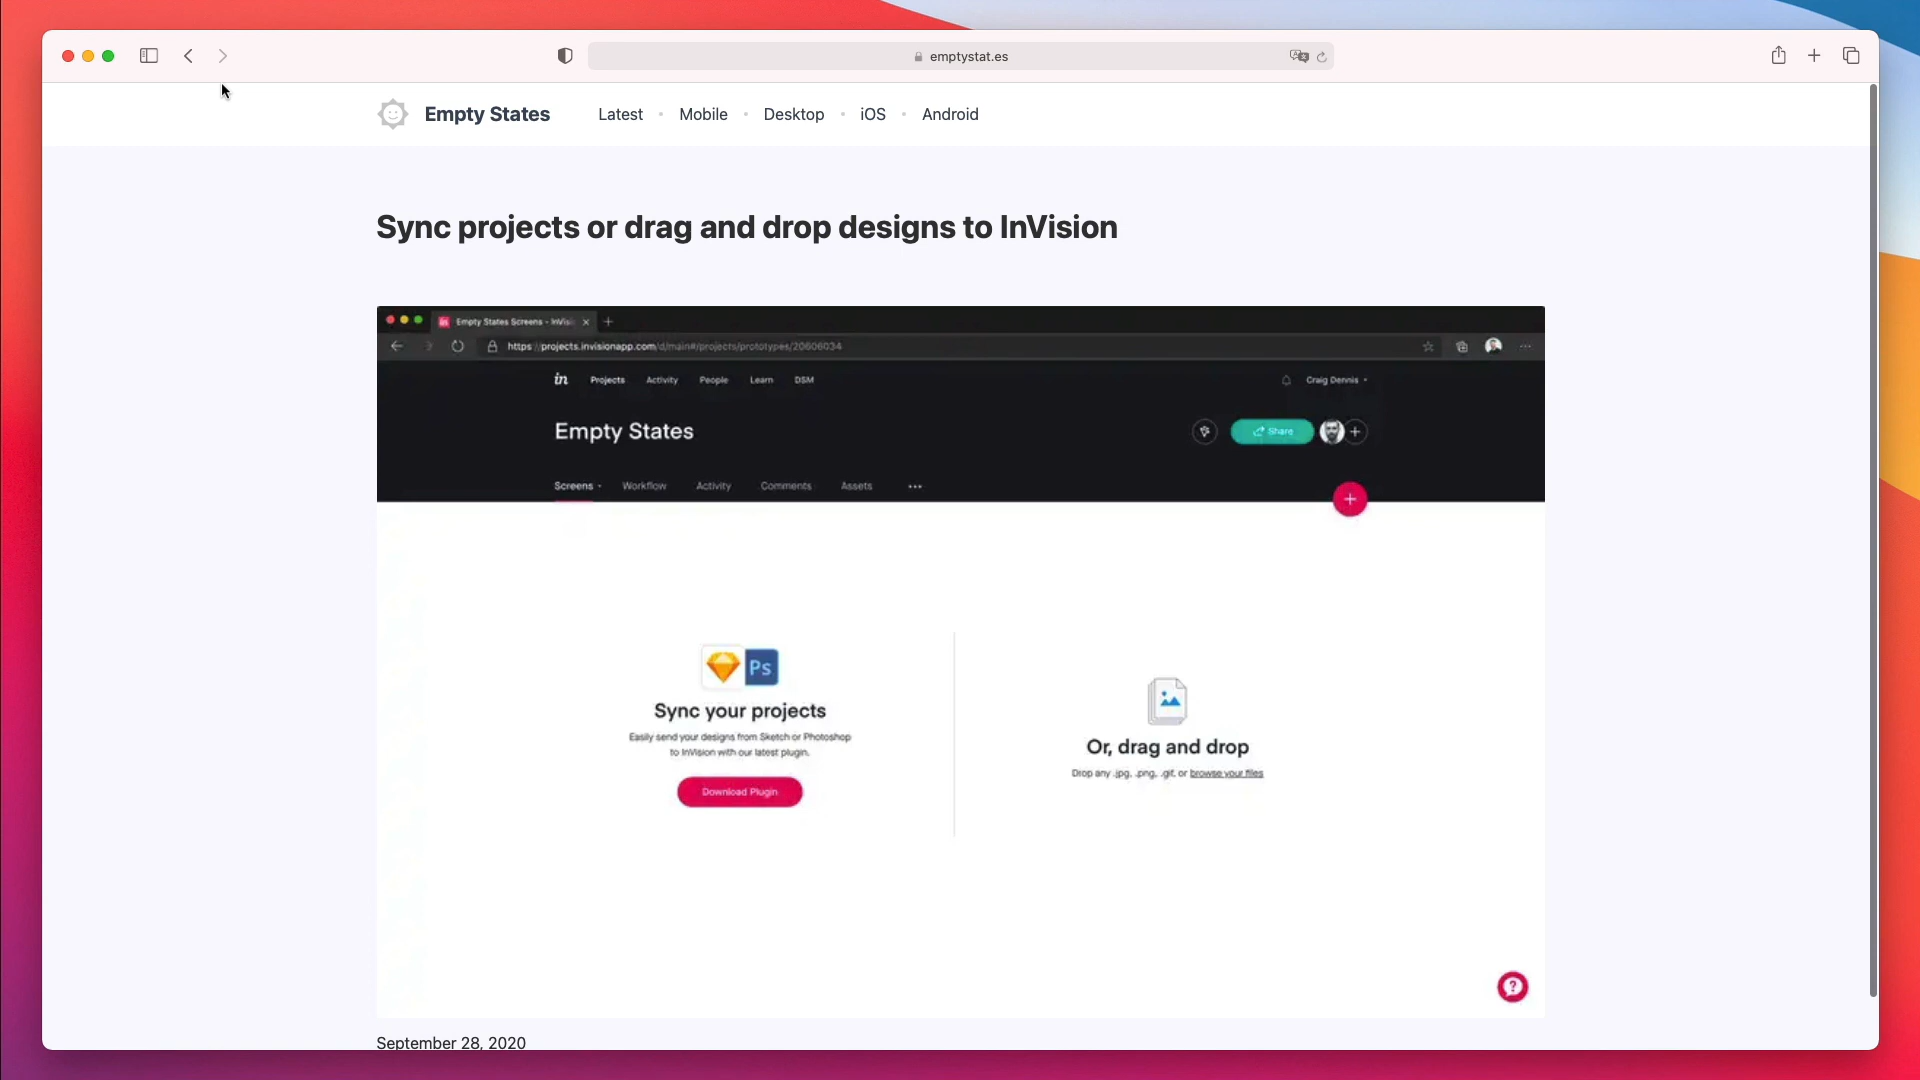 emptystat.es
Empty States
Latest • Mobile • Desktop • iOS • Android
Sync projects or drag and drop designs to InVision
Empty States Screens - InVisi
https://projects.invisionapp.com/d/main#/projects/prototypes/20606034
in Projects Activity People Learn DSM
Craig Dennis
Empty States
Share
Screens Workflow Activity Comments Assets
Ps
Sync your projects
Easily send your designs from Sketch or Photoshop
to InVision with our latest plugin.
Download Plugin
Or, drag and drop
Drop any .jpg, .png, .gif, or browse your files
?
September 28, 2020